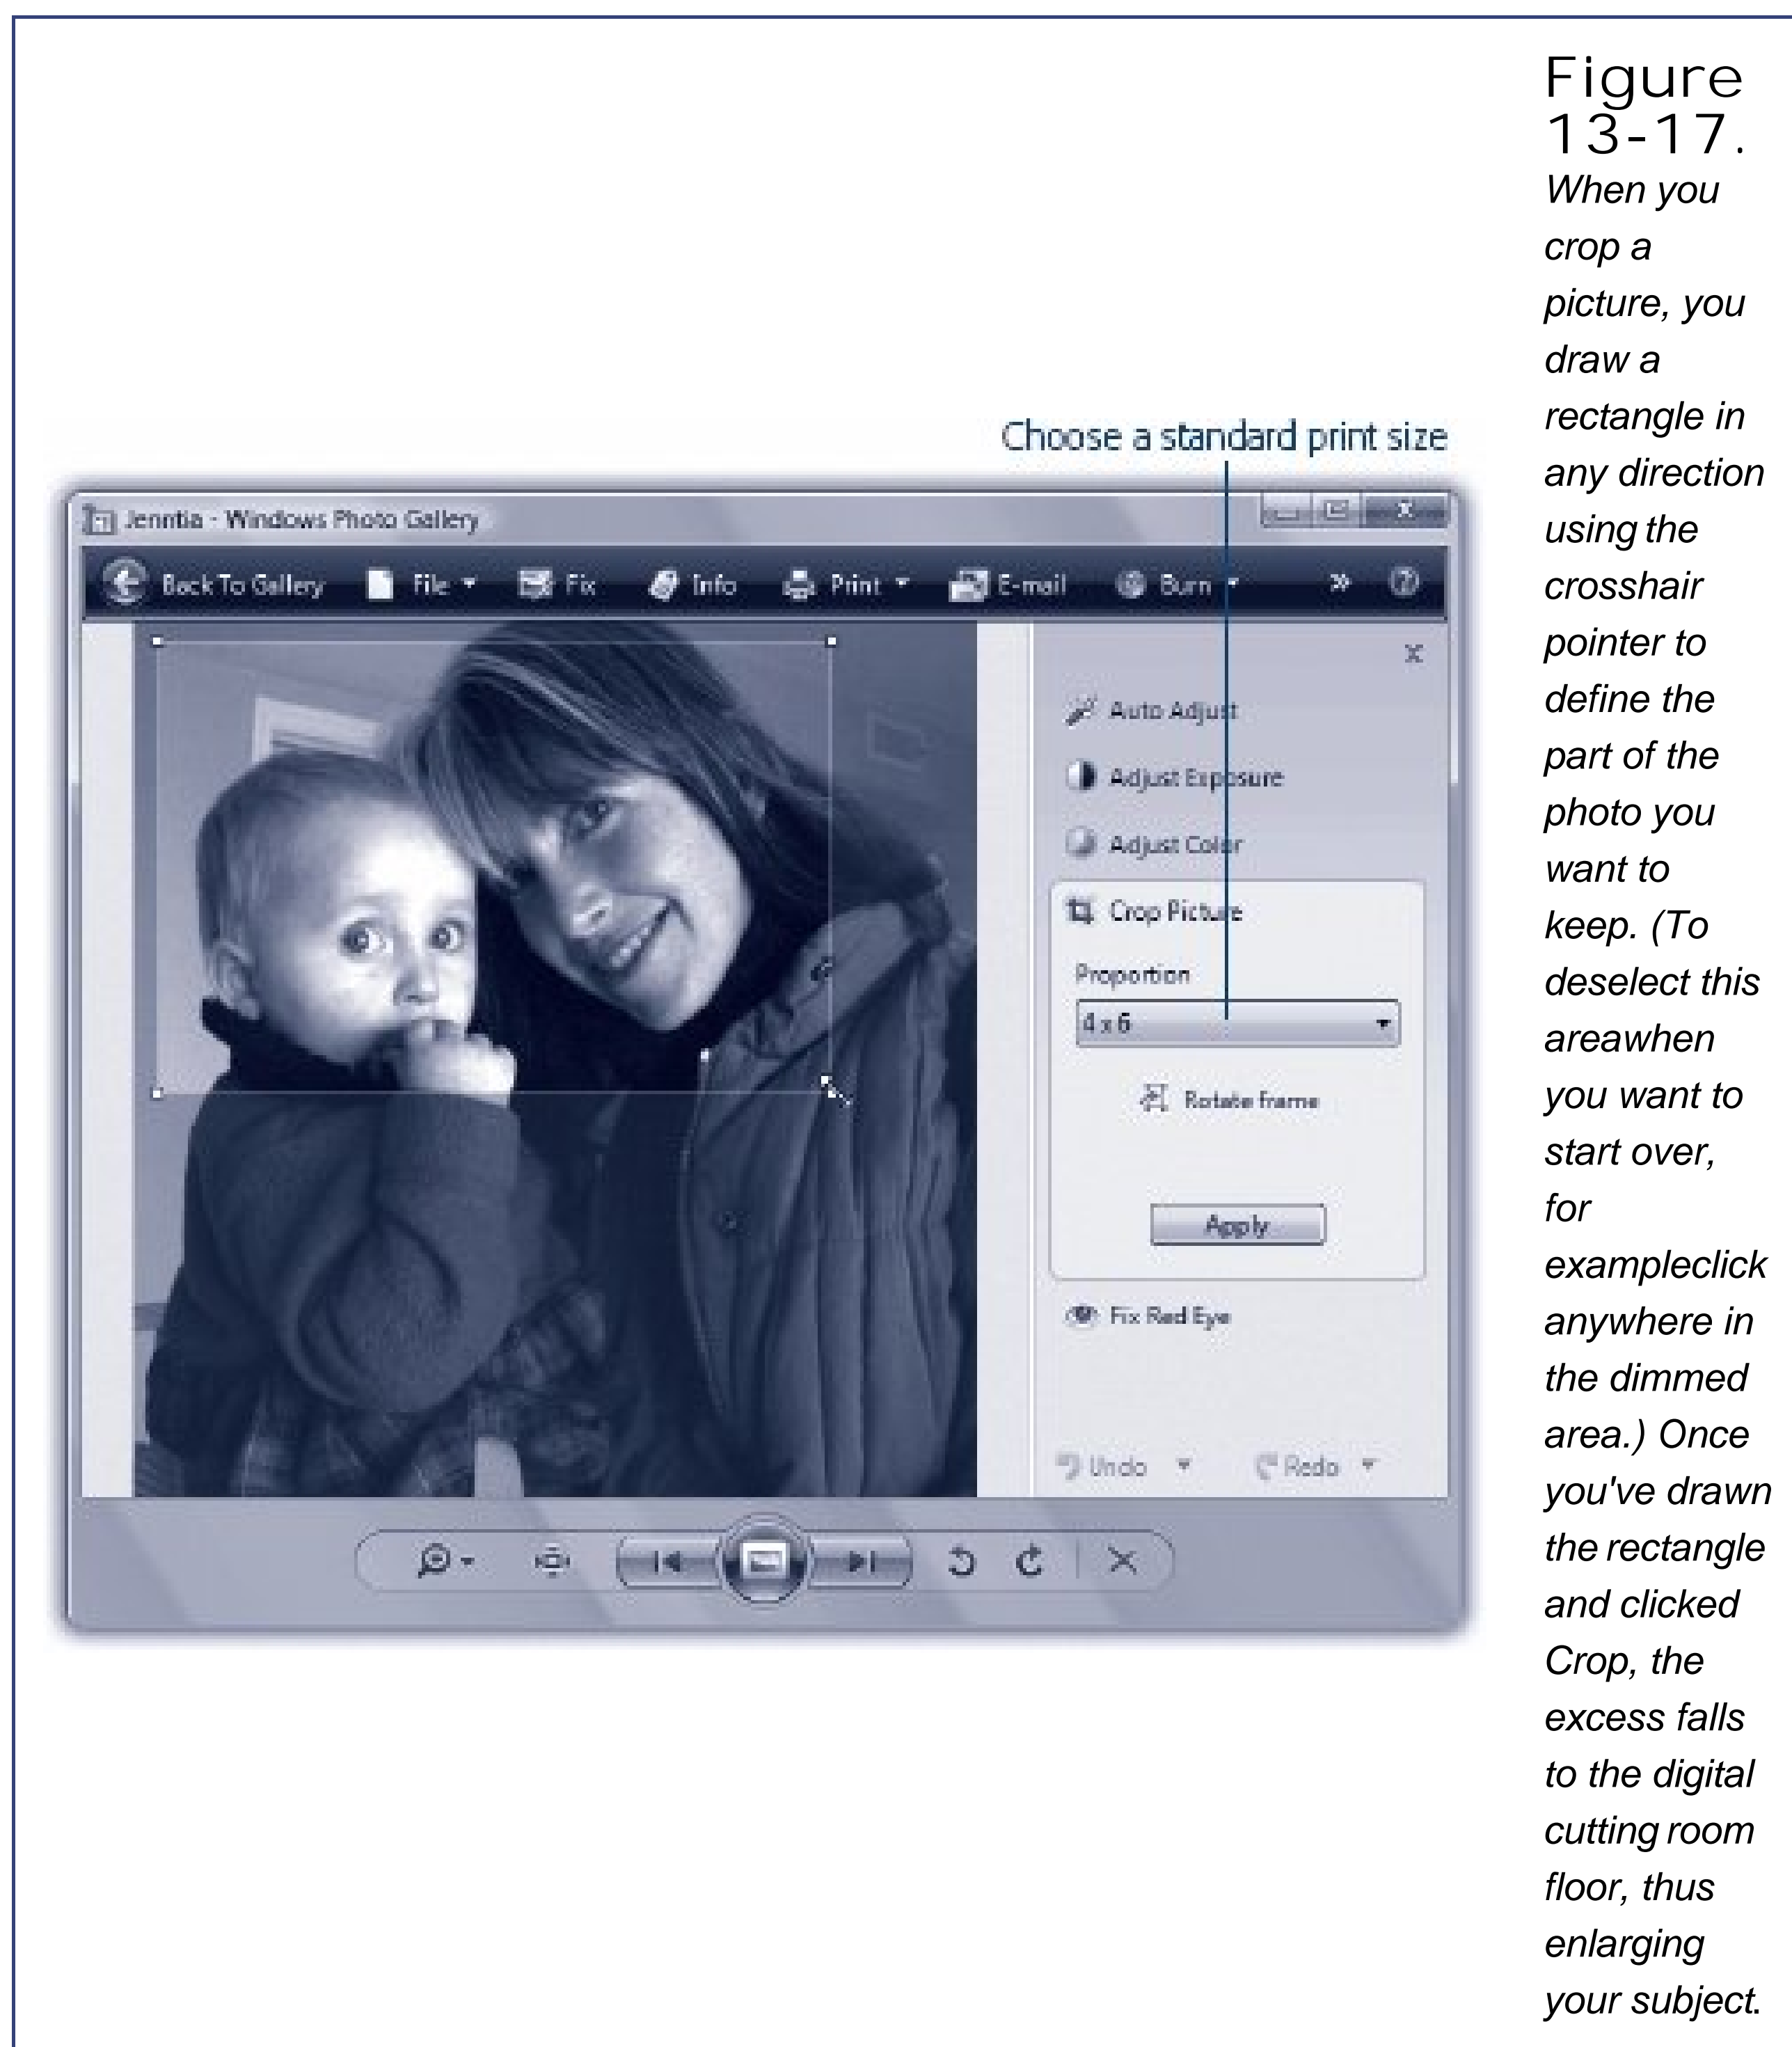 Figure
13-17.
When you
crop a
picture, you
draw a
rectangle in
any direction
using the
crosshair
pointer to
define the
part of the
photo you
want to
keep. (To
deselect this
areawhen
you want to
start over,
for
exampleclick
anywhere in
the dimmed
area.) Once
you've drawn
the rectangle
and clicked
Crop, the
excess falls
to the digital
cutting room
floor, thus
enlarging
your subject.
Choose a standard print size
Jenntia - Windows Photo Gallery
Back To Gallery File Fix Info Print E-mail Burn
Auto Adjust
Adjust Exposure
Adjust Color
Crop Picture
Proportion
4 x 6
Rotate frame
Apply
Fix Red Eye
Undo Redo